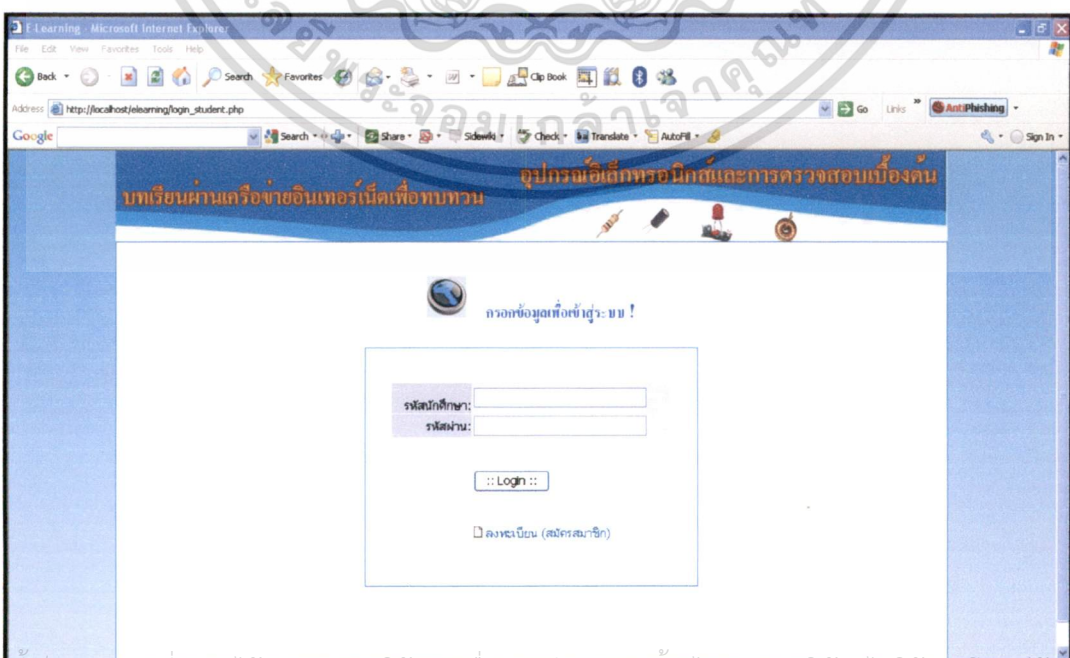 E Learning - Microsoft Internet Explorer
File Edit View Favorites Tools Help
Back Search Favorites Clip Book
Address http://localhost/elearning/login_student.php Go Links AntiPhishing
Google Search Share Sidewiki Check Translate AutoFill Sign In
อุปกรณ์อิเล็กทรอนิกส์และการตรวจสอบเบื้องต้น
บทเรียนผ่านเครือข่ายอินเทอร์เน็ตเพื่อทบทวน
กรอกข้อมูลเพื่อเข้าสู่ระบบ !
รหัสนักศึกษา:
รหัสผ่าน:
:: Login ::
ลงทะเบียน (สมัครสมาชิก)